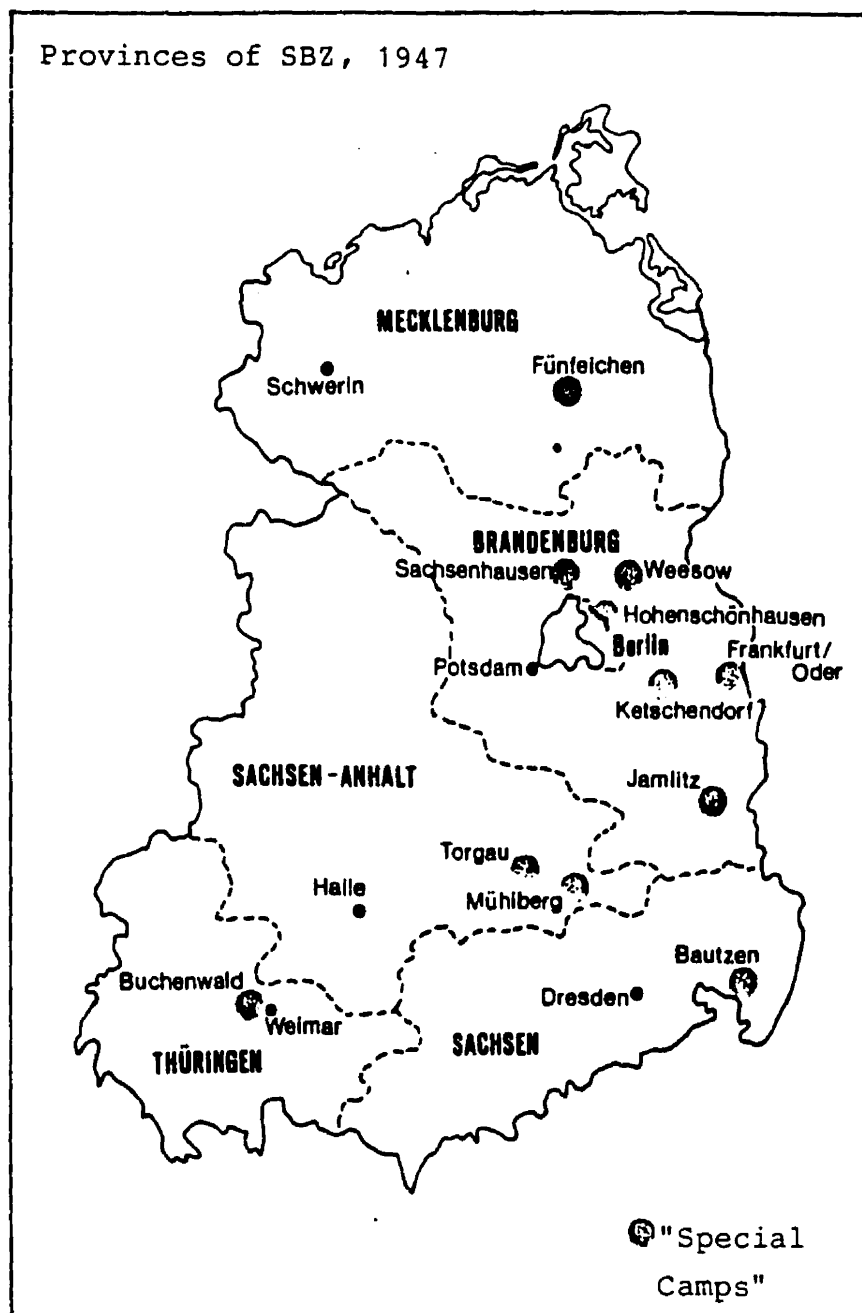 Provinces of SBZ, 1947
MECKLENBURG
Schwerin
Fünfeichen
BRANDENBURG
Sachsenhausen
Weesow
Hohenschönhausen
Berlin
Frankfurt/
Oder
Potsdam
Ketschendorf
SACHSEN-ANHALT
Jamlitz
Torgau
Halle
Mühlberg
Bautzen
Buchenwald
Dresden
Weimar
SACHSEN
THÜRINGEN
"Special
Camps"